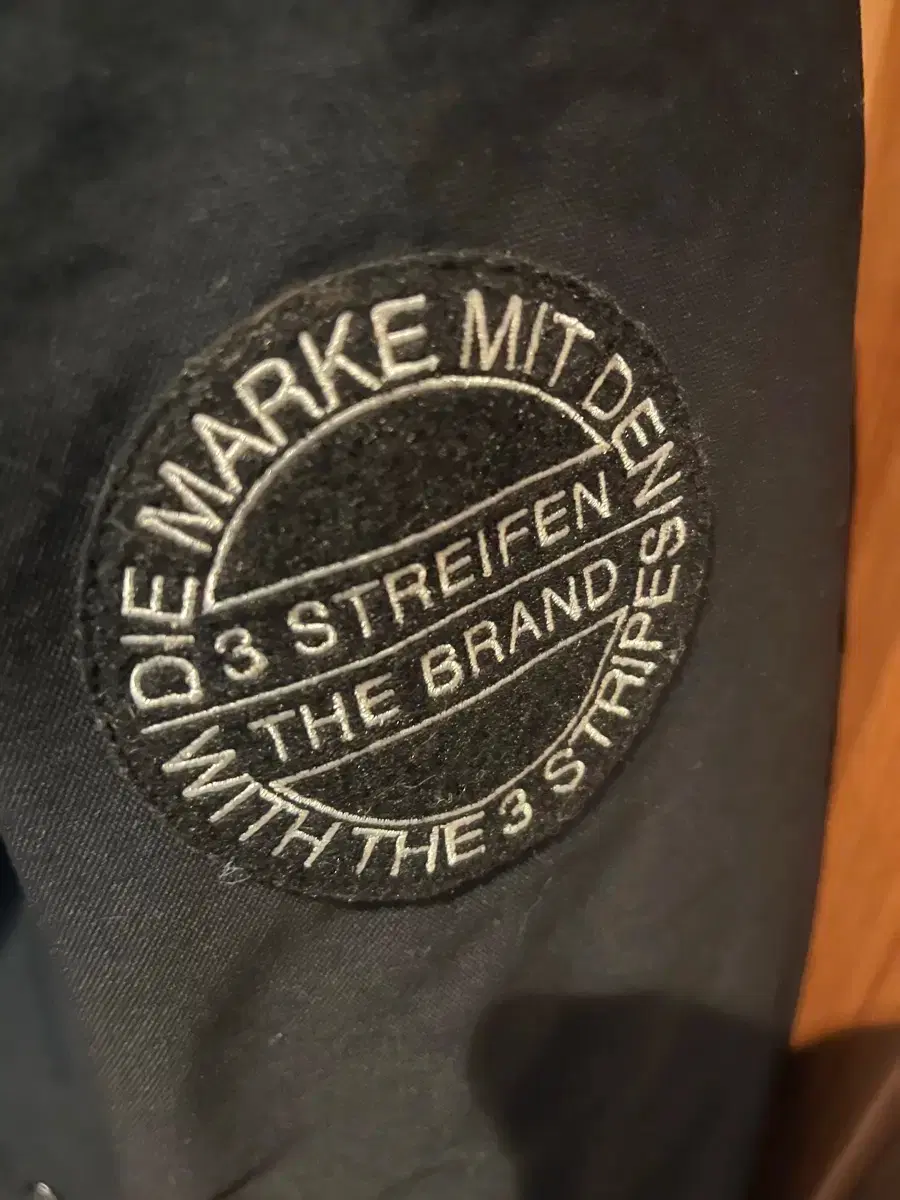 DIE MARKE MIT DEN
3 STREIFEN
THE BRAND
WITH THE 3 STRIPES